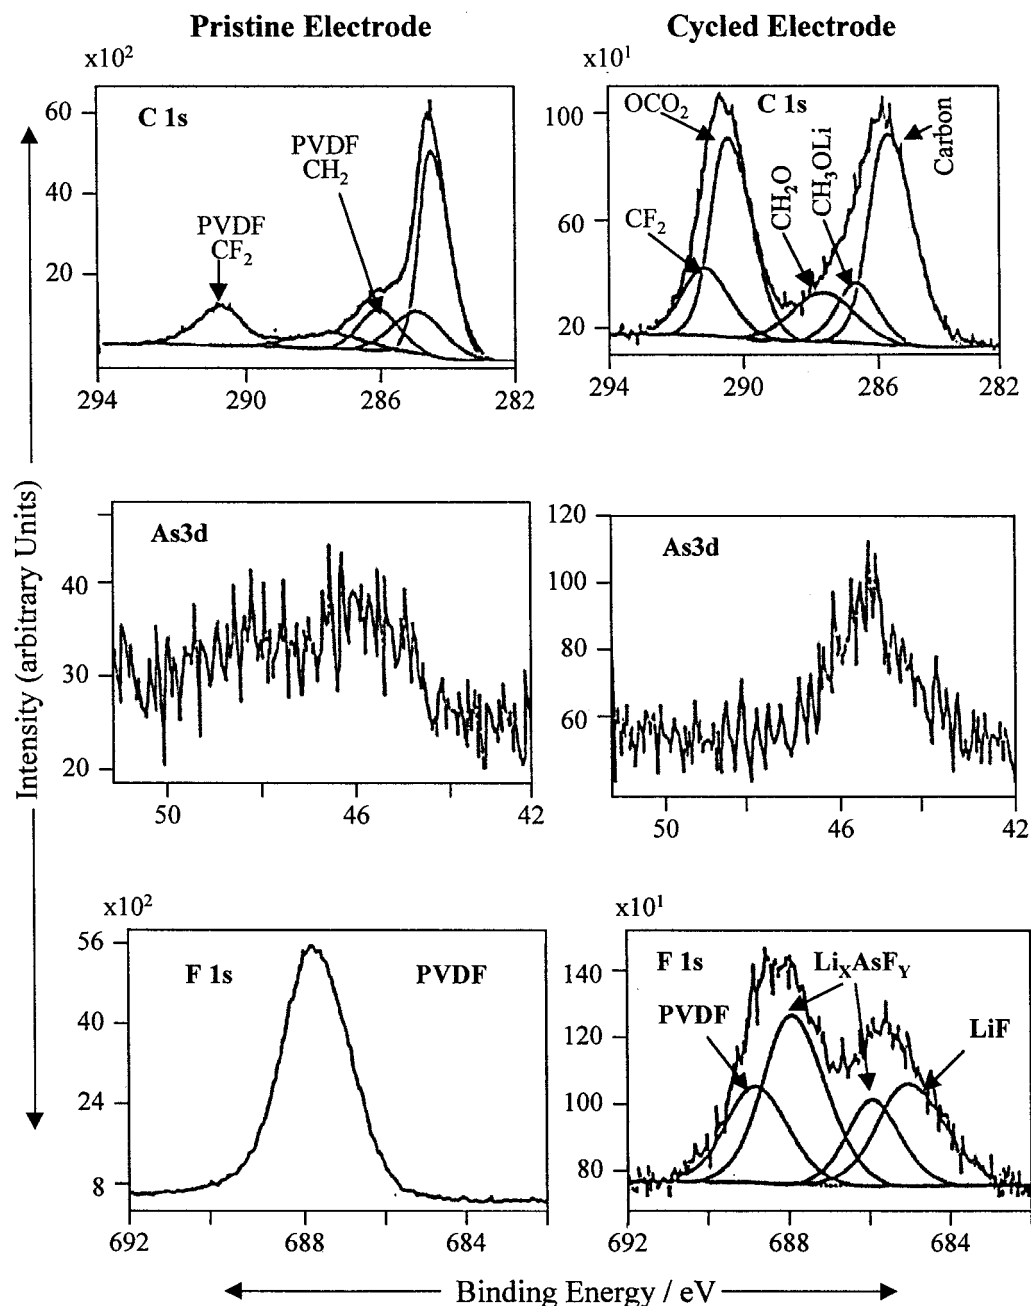 Pristine Electrode
Cycled Electrode
x10²
C 1s
PVDF
CH₂
PVDF
CF₂
60
40
20
294
290
286
282
x10¹
OCO₂
C 1s
CF₂
CH₂O
CH₃OLi
Carbon
100
60
20
294
290
286
282
Intensity (arbitrary Units)
As3d
40
30
20
50
46
42
As3d
120
100
80
60
50
46
42
x10²
F 1s
PVDF
56
40
24
8
692
688
684
x10¹
F 1s
LiₓAsFᵧ
PVDF
LiF
140
120
100
80
692
688
684
Binding Energy / eV